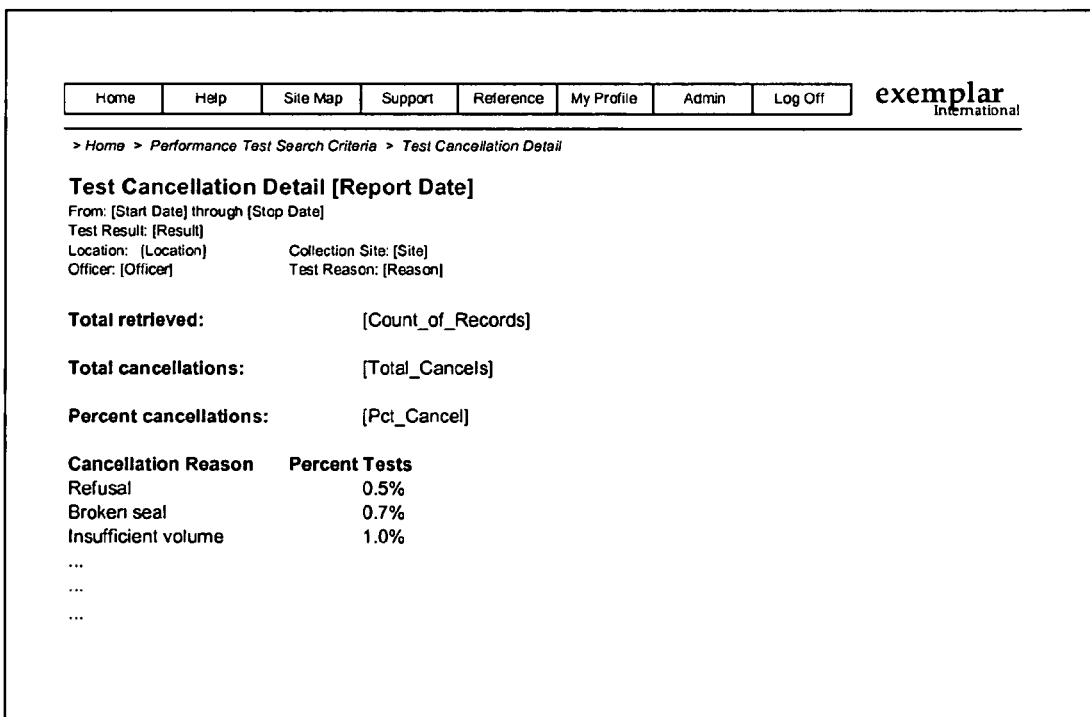 Home Help Site Map Support Reference My Profile Admin Log Off
exemplar
International
> Home > Performance Test Search Criteria > Test Cancellation Detail
Test Cancellation Detail [Report Date]
From: [Start Date] through [Stop Date]
Test Result: [Result]
Location: [Location] Collection Site: [Site]
Officer: [Officer] Test Reason: [Reason]
Total retrieved: [Count_of_Records]
Total cancellations: [Total_Cancels]
Percent cancellations: [Pct_Cancel]
Cancellation Reason Percent Tests
Refusal 0.5%
Broken seal 0.7%
Insufficient volume 1.0%
...
...
...